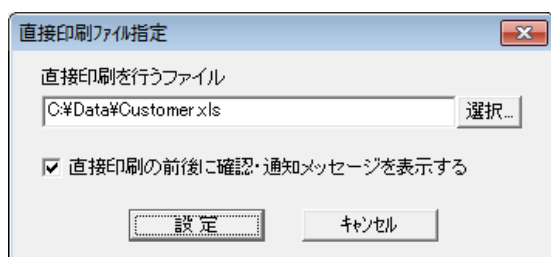 直接印刷ﾌｧｲﾙ指定
直接印刷を行うファイル
C:¥Data¥Customer.xls
選択...
直接印刷の前後に確認・通知メッセージを表示する
設 定
ｷｬﾝｾﾙ